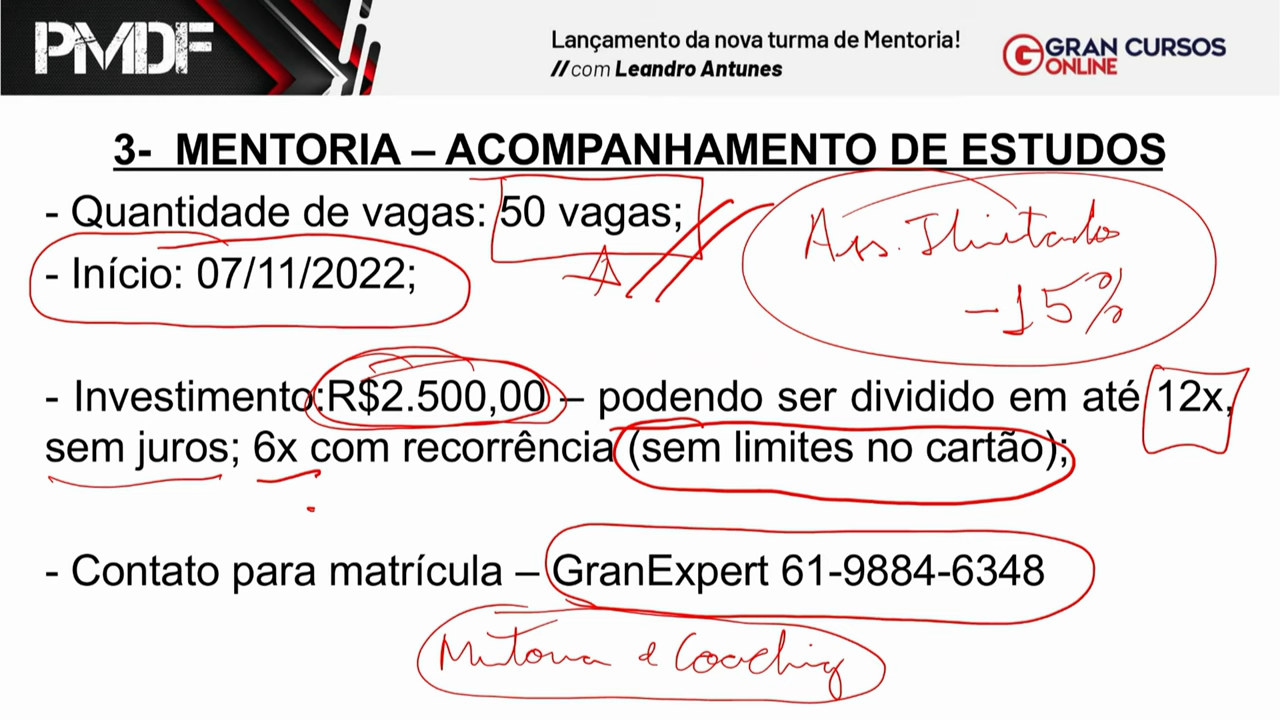 PMDF
Lançamento da nova turma de Mentoria!
// com Leandro Antunes
GRAN CURSOS
ONLINE
3- MENTORIA – ACOMPANHAMENTO DE ESTUDOS
- Quantidade de vagas: 50 vagas;
- Início: 07/11/2022;
Ass. Ilimitada
-15%
- Investimento:R$2.500,00 – podendo ser dividido em até 12x,
sem juros; 6x com recorrência (sem limites no cartão);
- Contato para matrícula – GranExpert 61-9884-6348
Mentoria e Coaching